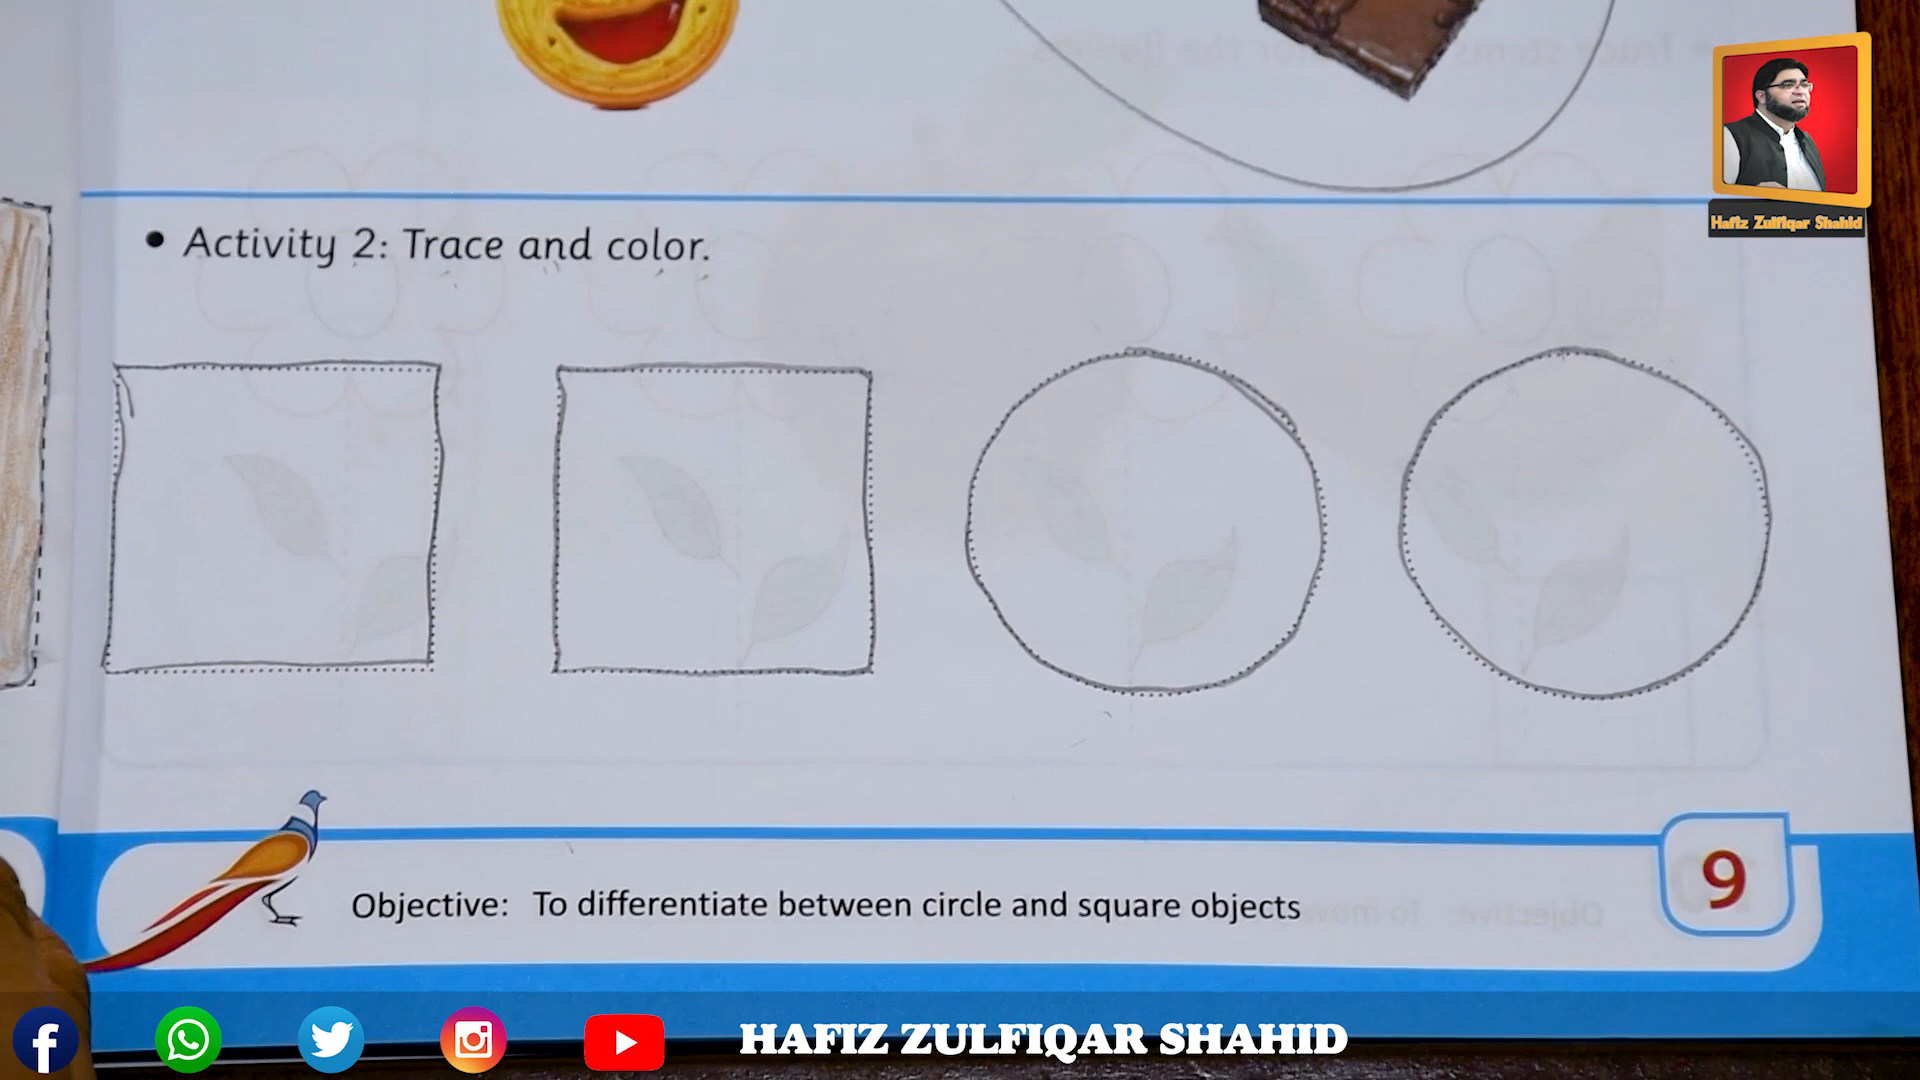 Hafiz Zulfiqar Shahid
• Activity 2: Trace and color.
Objective: To differentiate between circle and square objects
9
HAFIZ ZULFIQAR SHAHID